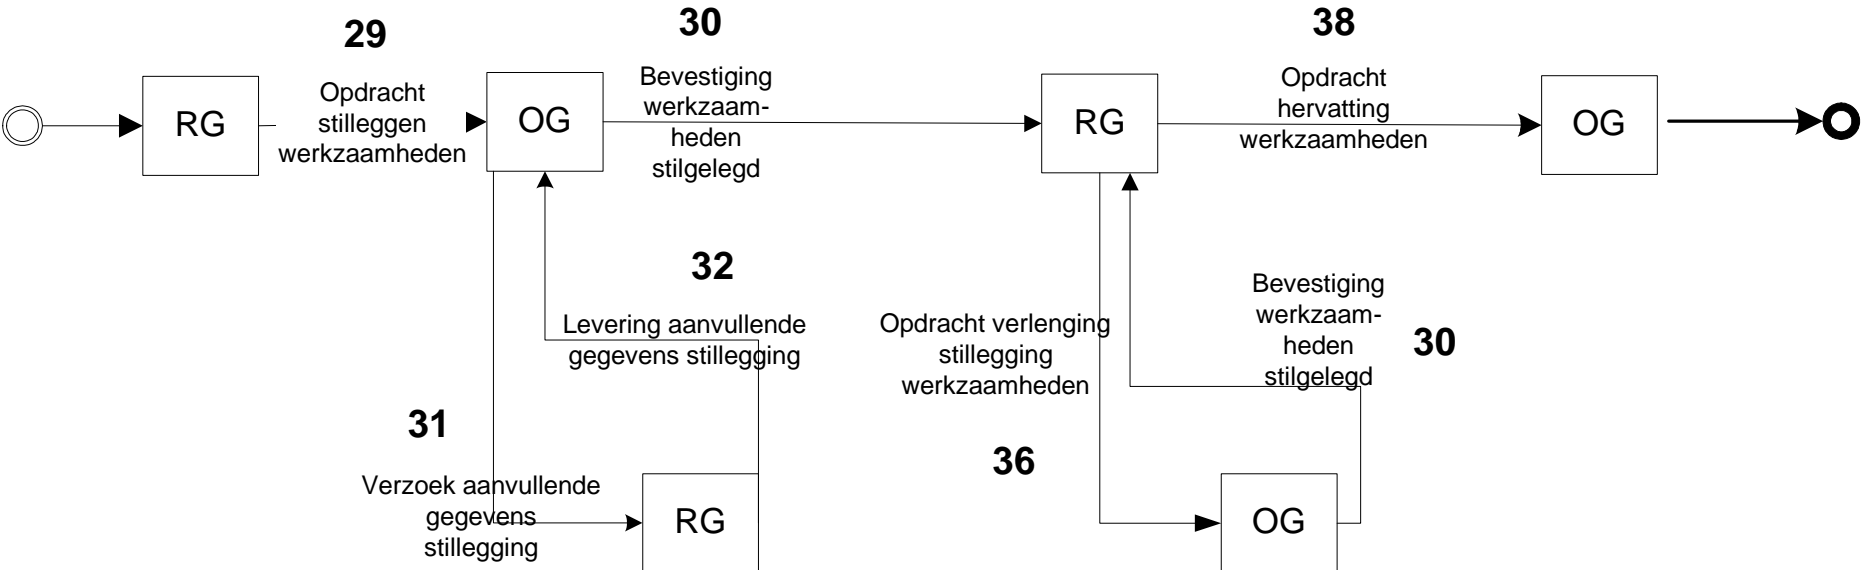 29
30
38
RG
Opdracht
stilleggen
werkzaamheden
OG
Bevestiging
werkzaam-
heden
stilgelegd
RG
Opdracht
hervatting
werkzaamheden
OG
32
Levering aanvullende
gegevens stillegging
Opdracht verlenging
stillegging
werkzaamheden
Bevestiging
werkzaam-
heden
stilgelegd
30
31
36
Verzoek aanvullende
gegevens
stillegging
RG
OG